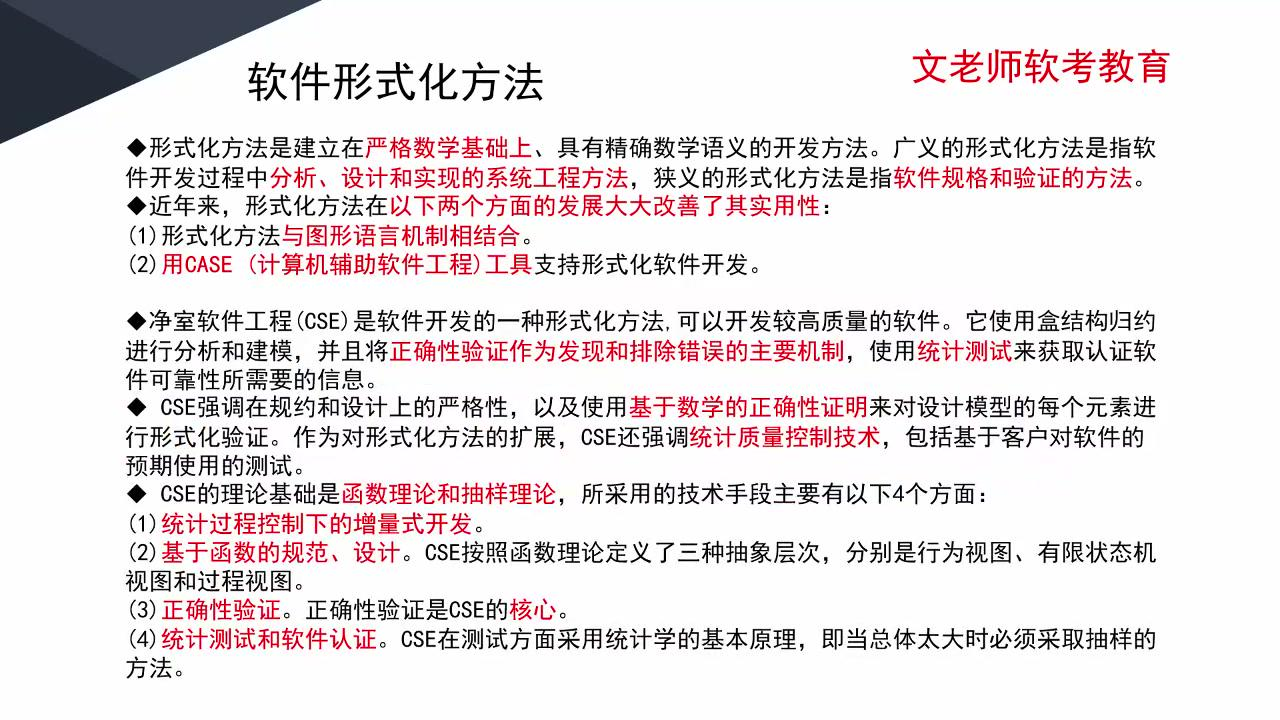 软件形式化方法
文老师软考教育
◆形式化方法是建立在严格数学基础上、具有精确数学语义的开发方法。广义的形式化方法是指软
件开发过程中分析、设计和实现的系统工程方法，狭义的形式化方法是指软件规格和验证的方法。
◆近年来，形式化方法在以下两个方面的发展大大改善了其实用性：
(1)形式化方法与图形语言机制相结合。
(2)用CASE (计算机辅助软件工程)工具支持形式化软件开发。
◆净室软件工程(CSE)是软件开发的一种形式化方法,可以开发较高质量的软件。它使用盒结构归约
进行分析和建模，并且将正确性验证作为发现和排除错误的主要机制，使用统计测试来获取认证软
件可靠性所需要的信息。
◆ CSE强调在规约和设计上的严格性，以及使用基于数学的正确性证明来对设计模型的每个元素进
行形式化验证。作为对形式化方法的扩展，CSE还强调统计质量控制技术，包括基于客户对软件的
预期使用的测试。
◆ CSE的理论基础是函数理论和抽样理论，所采用的技术手段主要有以下4个方面：
(1)统计过程控制下的增量式开发。
(2)基于函数的规范、设计。CSE按照函数理论定义了三种抽象层次，分别是行为视图、有限状态机
视图和过程视图。
(3)正确性验证。正确性验证是CSE的核心。
(4)统计测试和软件认证。CSE在测试方面采用统计学的基本原理，即当总体太大时必须采取抽样的
方法。